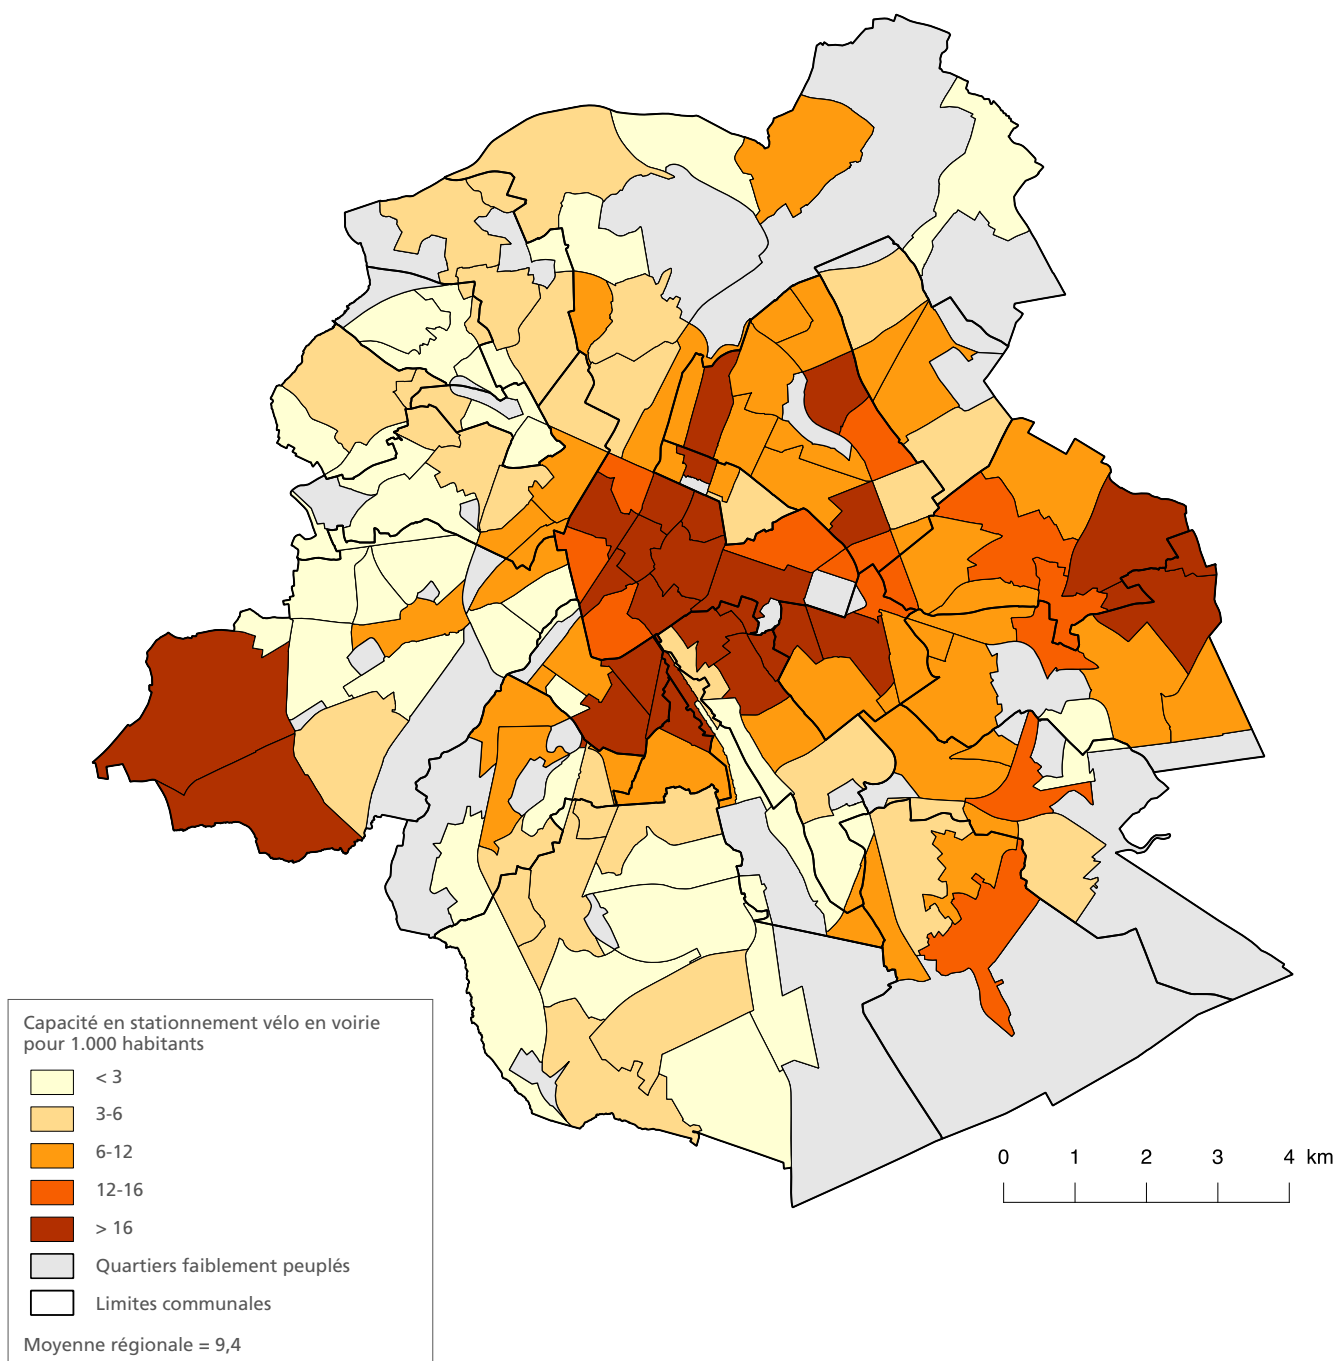 Capacité en stationnement vélo en voirie
pour 1.000 habitants
< 3
3-6
6-12
12-16
> 16
Quartiers faiblement peuplés
Limites communales
Moyenne régionale = 9,4
0 1 2 3 4 km